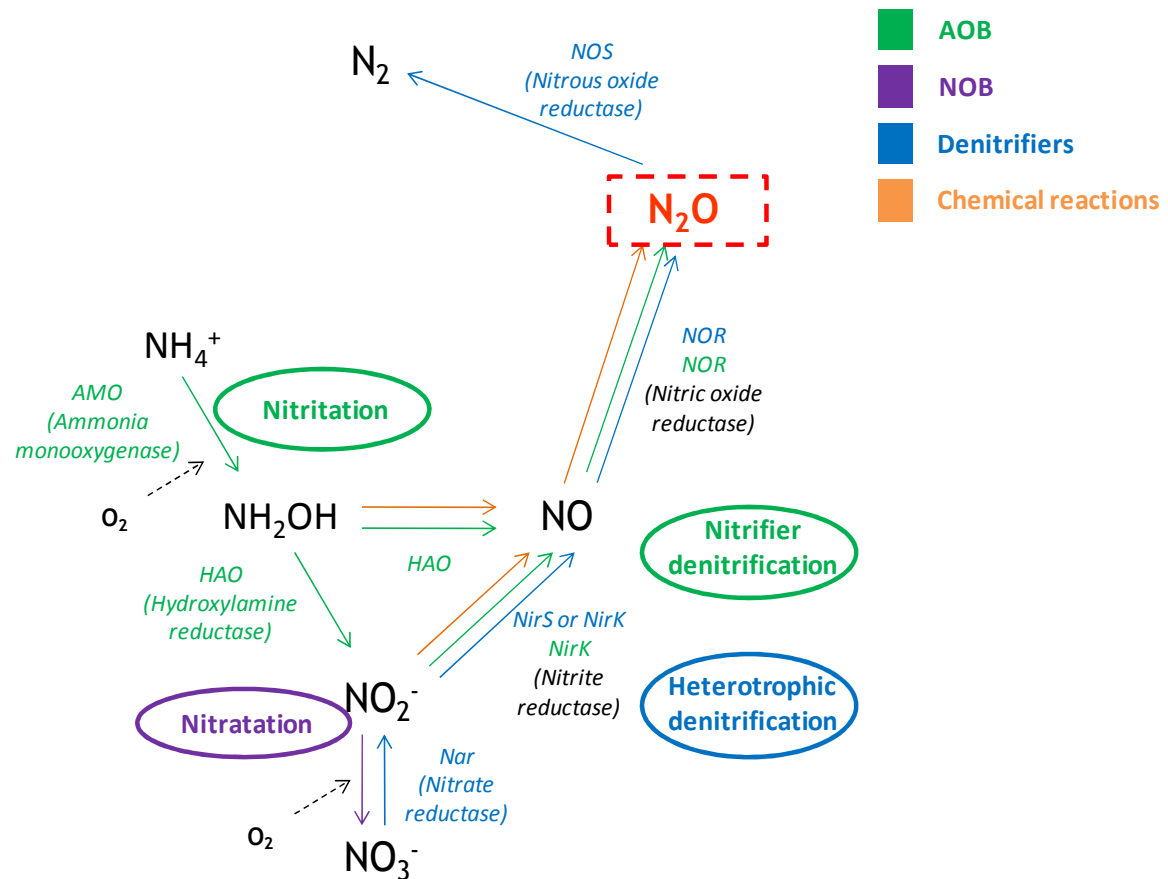 NOS
(Nitrous oxide
reductase)
N₂
AOB
NOB
Denitrifiers
Chemical reactions
N₂O
NH₄⁺
AMO
(Ammonia
monooxygenase)
Nitritation
NOR
NOR
(Nitric oxide
reductase)
O₂
NH₂OH
NO
HAO
HAO
(Hydroxylamine
reductase)
Nitrifier
denitrification
NirS or NirK
NirK
(Nitrite
reductase)
Heterotrophic
denitrification
Nitratation
NO₂⁻
Nar
(Nitrate
reductase)
O₂
NO₃⁻